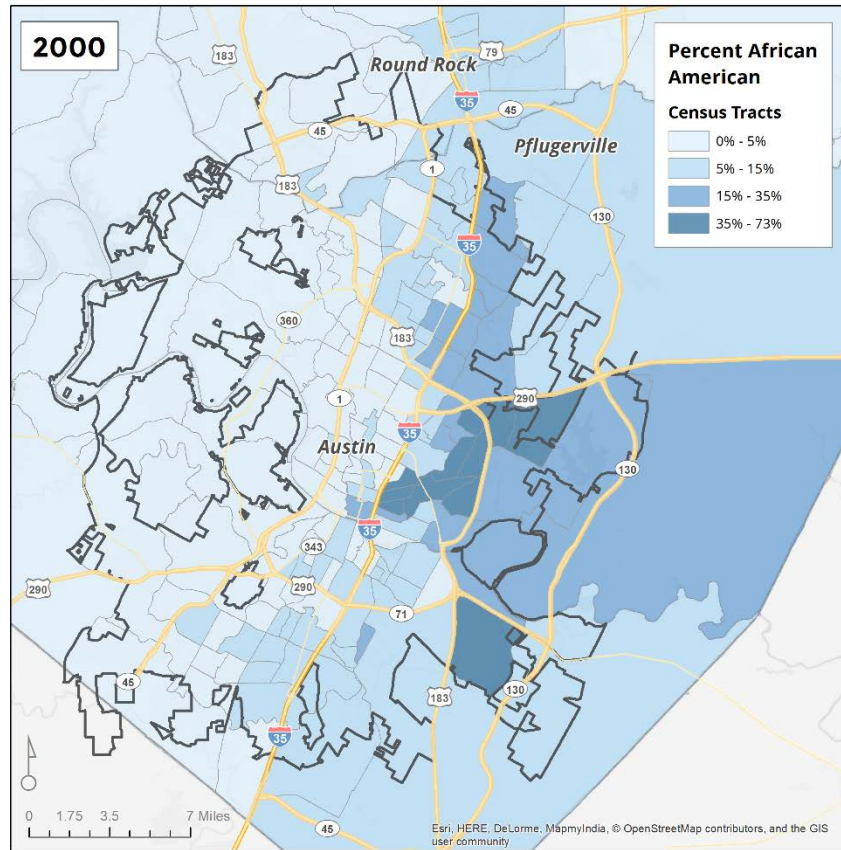 2000
183
79
Round Rock
35
45
45
Pflugerville
1
183
130
35
360
183
290
1
35
Austin
130
35
343
290
290
71
45
183
130
35
45
Percent African
American
Census Tracts
0% - 5%
5% - 15%
15% - 35%
35% - 73%
0 1.75 3.5 7 Miles
Esri, HERE, DeLorme, MapmyIndia, © OpenStreetMap contributors, and the GIS
user community